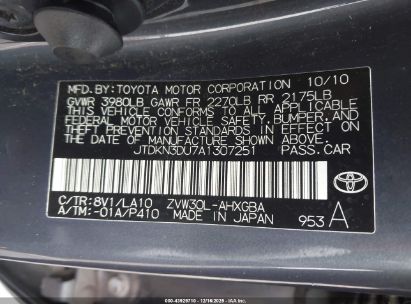 MFD. BY: TOYOTA MOTOR CORPORATION 10/10
GVWR 3980LB GAWR FR 2270LB RR 2175LB
THIS VEHICLE CONFORMS TO ALL APPLICABLE
FEDERAL MOTOR VEHICLE SAFETY, BUMPER, AND
THEFT PREVENTION STANDARDS IN EFFECT ON
THE DATE OF MANUFACTURE SHOWN ABOVE.
JTDKN3DU7A1307251 PASS.CAR
C/TR: 8V1/LA10 ZVW30L-AHXGBA
A/TM: -01A/P410 MADE IN JAPAN 953 A